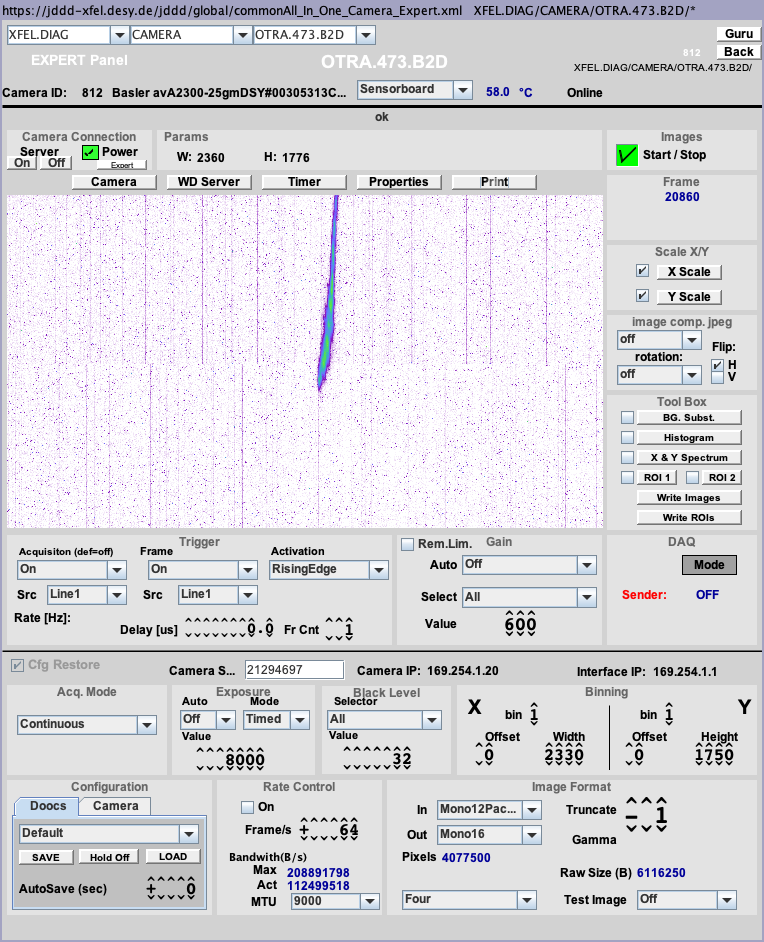 https://jddd-xfel.desy.de/jddd/global/commonAll_In_One_Camera_Expert.xml XFEL.DIAG/CAMERA/OTRA.473.B2D/*
XFEL.DIAG CAMERA OTRA.473.B2D Guru
EXPERT Panel OTRA.473.B2D 812 Back
XFEL.DIAG/CAMERA/OTRA.473.B2D/
Camera ID: 812 Basler avA2300-25gmDSY#00305313C... Sensorboard 58.0 °C Online
ok
Camera Connection Params Images
Server Power W: 2360 H: 1776 Start / Stop
On Off Expert
Camera WD Server Timer Properties Print Frame
20860
Scale X/Y
X Scale
Y Scale
image comp. jpeg
off Flip:
rotation: H
off V
Tool Box
BG. Subst.
Histogram
X & Y Spectrum
ROI 1 ROI 2
Write Images
Write ROIs
Trigger Rem.Lim. Gain DAQ
Acquisiton (def=off) Frame Activation
On On RisingEdge Auto Off Mode
Src Line1 Src Line1 Select All Sender: OFF
Rate [Hz]: Delay [us] 0.0 Fr Cnt 1 Value 600
Cfg Restore Camera S... 21294697 Camera IP: 169.254.1.20 Interface IP: 169.254.1.1
Acq. Mode Exposure Black Level Binning
Auto Mode Selector X bin 1 bin 1 Y
Continuous Off Timed All
Value Value Offset Width Offset Height
8000 32 0 2330 0 1750
Configuration Rate Control Image Format
Doocs Camera On In Mono12Pac... Truncate - 1
Default Frame/s + 64 Out Mono16 Gamma
SAVE Hold Off LOAD Bandwith(B/s) Pixels 4077500
Max 208891798 Raw Size (B) 6116250
AutoSave (sec) + 0 Act 112499518
MTU 9000 Four Test Image Off